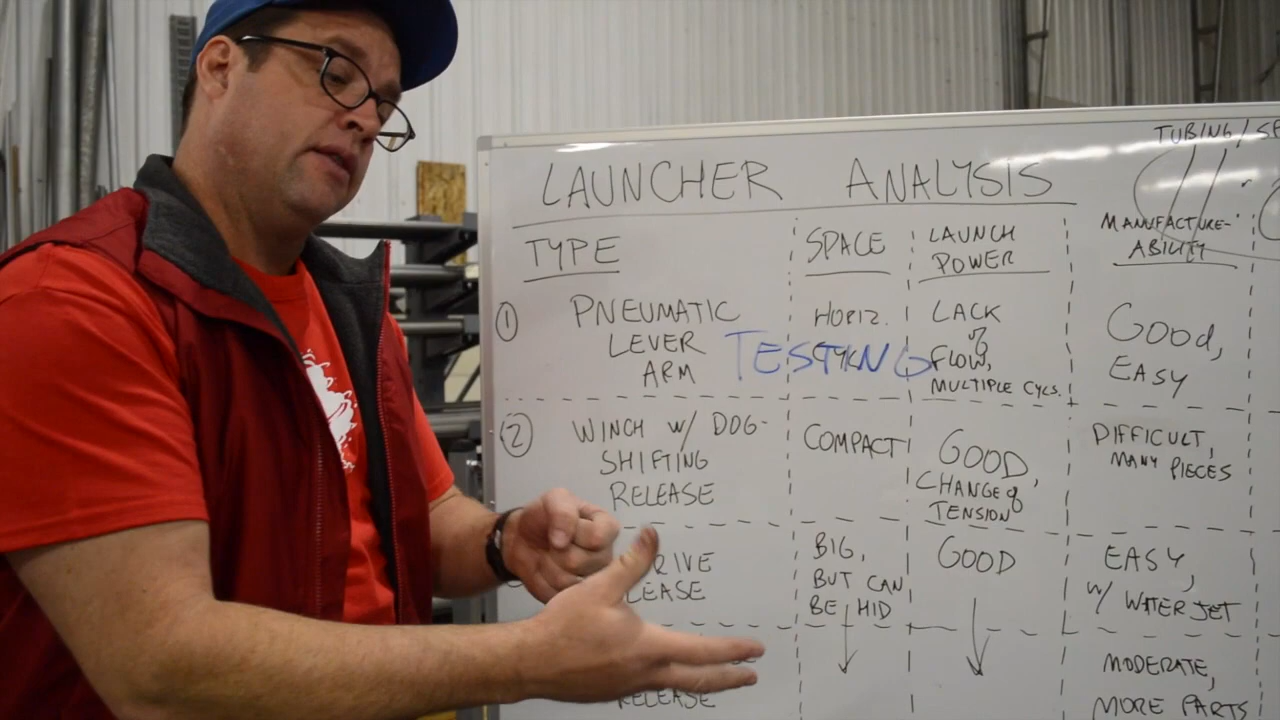 TUBING/SP
LAUNCHER ANALYSIS
TYPE
SPACE
LAUNCH
POWER
MANUFACTURE-
ABILITY
1
PNEUMATIC
LEVER
ARM
HORIZ.
LACK
of
FLOW,
MULTIPLE CYLS.
GOOD,
EASY
TESTING
2
WINCH W/ DOG-
SHIFTING
RELEASE
COMPACT
GOOD,
CHANGE of
TENSION
DIFFICULT,
MANY PIECES
RIVE
LEASE
BIG,
BUT CAN
BE HID
GOOD
EASY,
W/ WATER JET
RELEASE
MODERATE,
MORE PARTS